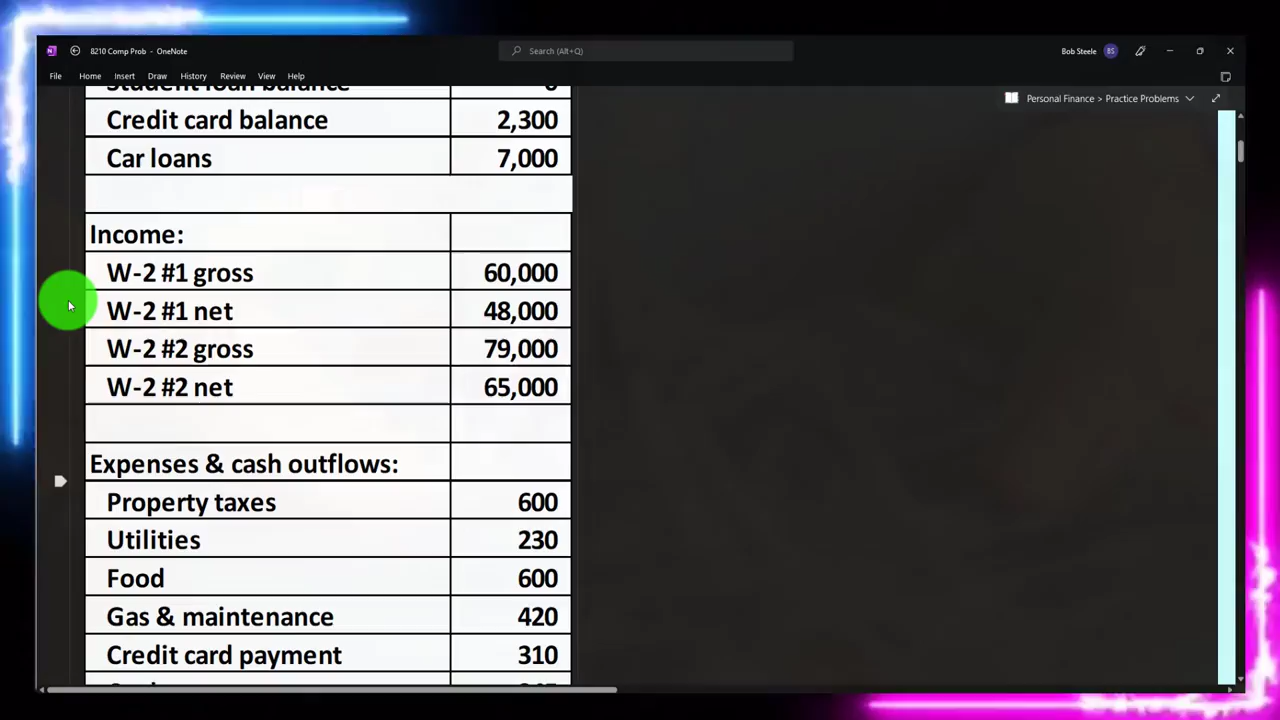 8210 Comp Prob - OneNote
Search (Alt+Q)
Bob Steele BS
File Home Insert Draw History Review View Help
Personal Finance > Practice Problems
Student loan balance
Credit card balance 2,300
Car loans 7,000
Income:
W-2 #1 gross 60,000
W-2 #1 net 48,000
W-2 #2 gross 79,000
W-2 #2 net 65,000
Expenses & cash outflows:
Property taxes 600
Utilities 230
Food 600
Gas & maintenance 420
Credit card payment 310